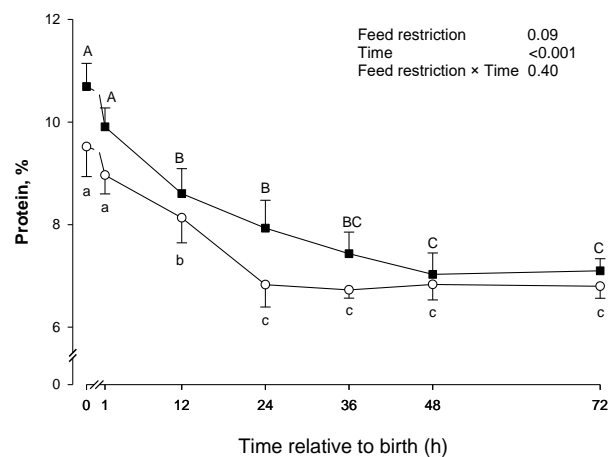 12
Feed restriction 0.09
Time <0.001
Feed restriction × Time 0.40
A
A
10
B
B
a
a
BC
C
C
8
b
c
c
c
c
6
0
0 1 12 24 36 48 72
Protein, %
Time relative to birth (h)